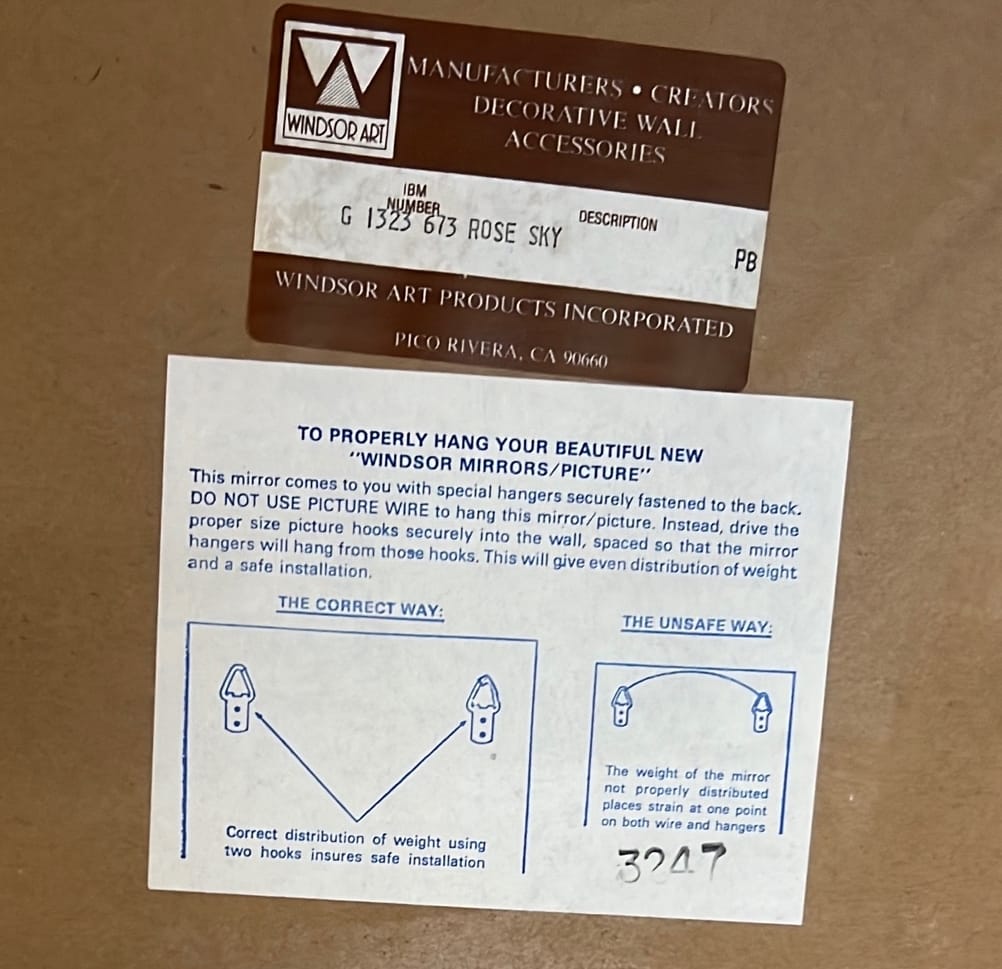 WINDSOR ART
MANUFACTURERS • CREATORS
DECORATIVE WALL
ACCESSORIES
IBM
NUMBER
DESCRIPTION
G 1323 673 ROSE SKY
PB
WINDSOR ART PRODUCTS INCORPORATED
PICO RIVERA, CA 90660
TO PROPERLY HANG YOUR BEAUTIFUL NEW
"WINDSOR MIRRORS/PICTURE"
This mirror comes to you with special hangers securely fastened to the back.
DO NOT USE PICTURE WIRE to hang this mirror/picture. Instead, drive the
proper size picture hooks securely into the wall, spaced so that the mirror
hangers will hang from those hooks. This will give even distribution of weight
and a safe installation.
THE CORRECT WAY:
Correct distribution of weight using
two hooks insures safe installation
THE UNSAFE WAY:
The weight of the mirror
not properly distributed
places strain at one point
on both wire and hangers
3247